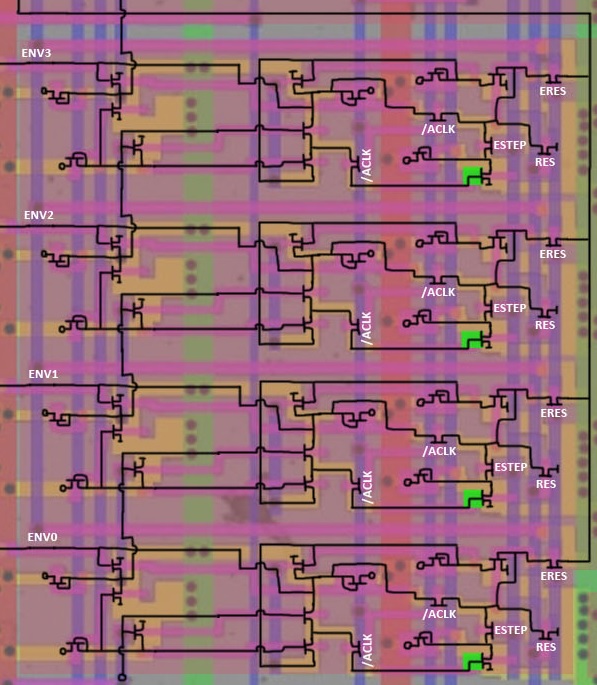 ENV3
ERES
/ACLK
ESTEP
/ACLK
RES
ENV2
ERES
/ACLK
ESTEP
/ACLK
RES
ENV1
ERES
/ACLK
ESTEP
/ACLK
RES
ENV0
ERES
/ACLK
ESTEP
/ACLK
RES